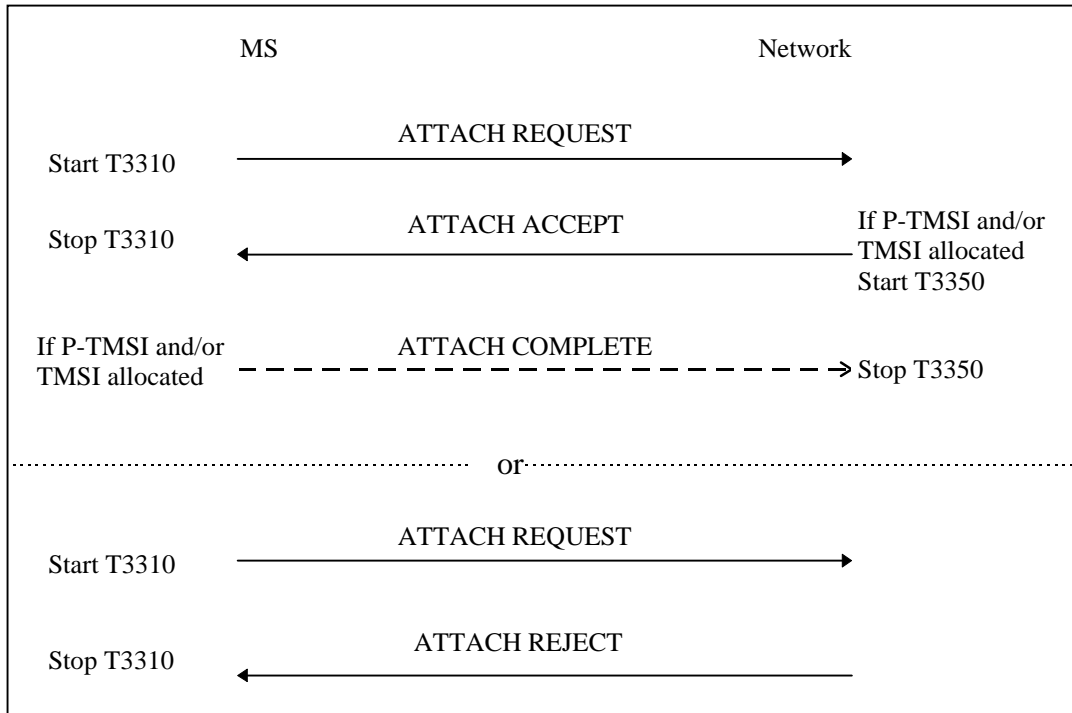 MS Network
ATTACH REQUEST
Start T3310
ATTACH ACCEPT
Stop T3310
If P-TMSI and/or
TMSI allocated
Start T3350
If P-TMSI and/or
TMSI allocated
ATTACH COMPLETE
Stop T3350
or
ATTACH REQUEST
Start T3310
ATTACH REJECT
Stop T3310